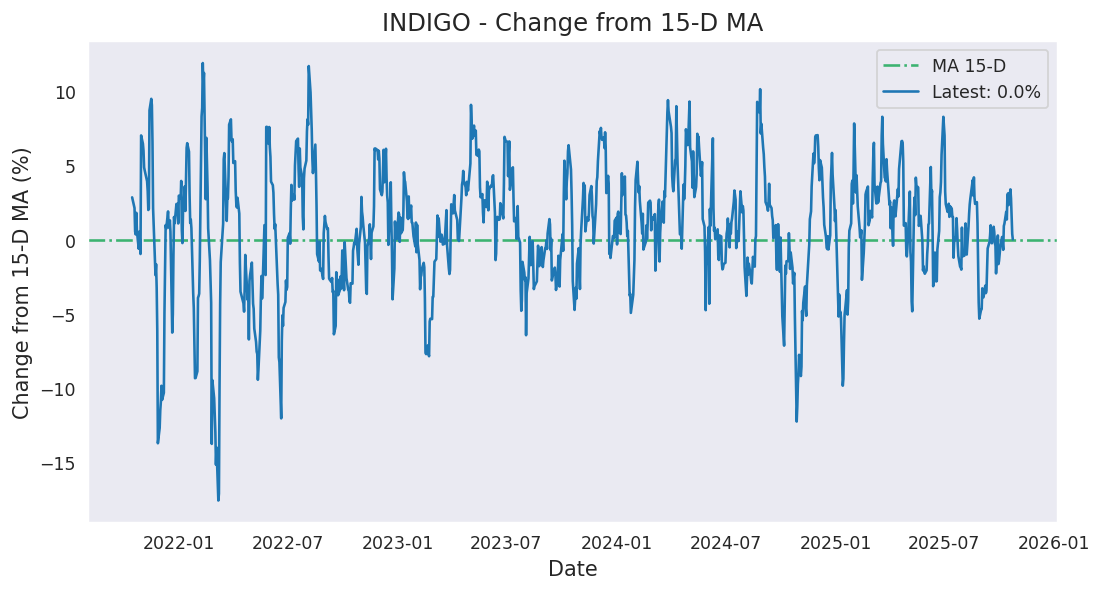 INDIGO - Change from 15-D MA
MA 15-D
Latest: 0.0%
Change from 15-D MA (%)
10
5
0
−5
−10
−15
2022-01 2022-07 2023-01 2023-07 2024-01 2024-07 2025-01 2025-07 2026-01
Date